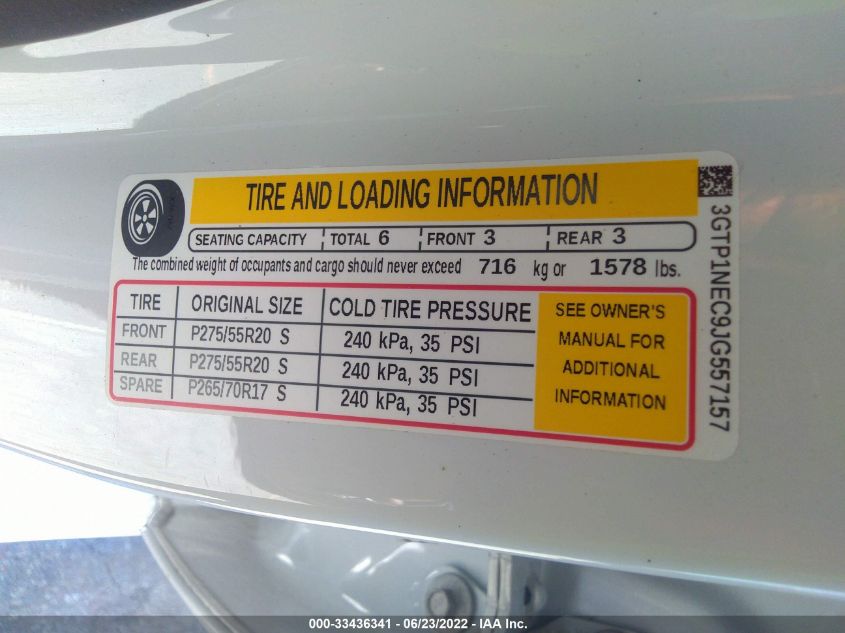 TIRE AND LOADING INFORMATION
SEATING CAPACITY TOTAL 6 FRONT 3 REAR 3
The combined weight of occupants and cargo should never exceed 716 kg or 1578 lbs.
TIRE ORIGINAL SIZE COLD TIRE PRESSURE
FRONT P275/55R20 S 240 kPa, 35 PSI
REAR P275/55R20 S 240 kPa, 35 PSI
SPARE P265/70R17 S 240 kPa, 35 PSI
SEE OWNER'S
MANUAL FOR
ADDITIONAL
INFORMATION
3GTP1NEC9JG557157
000-33436341 - 06/23/2022 - IAA Inc.